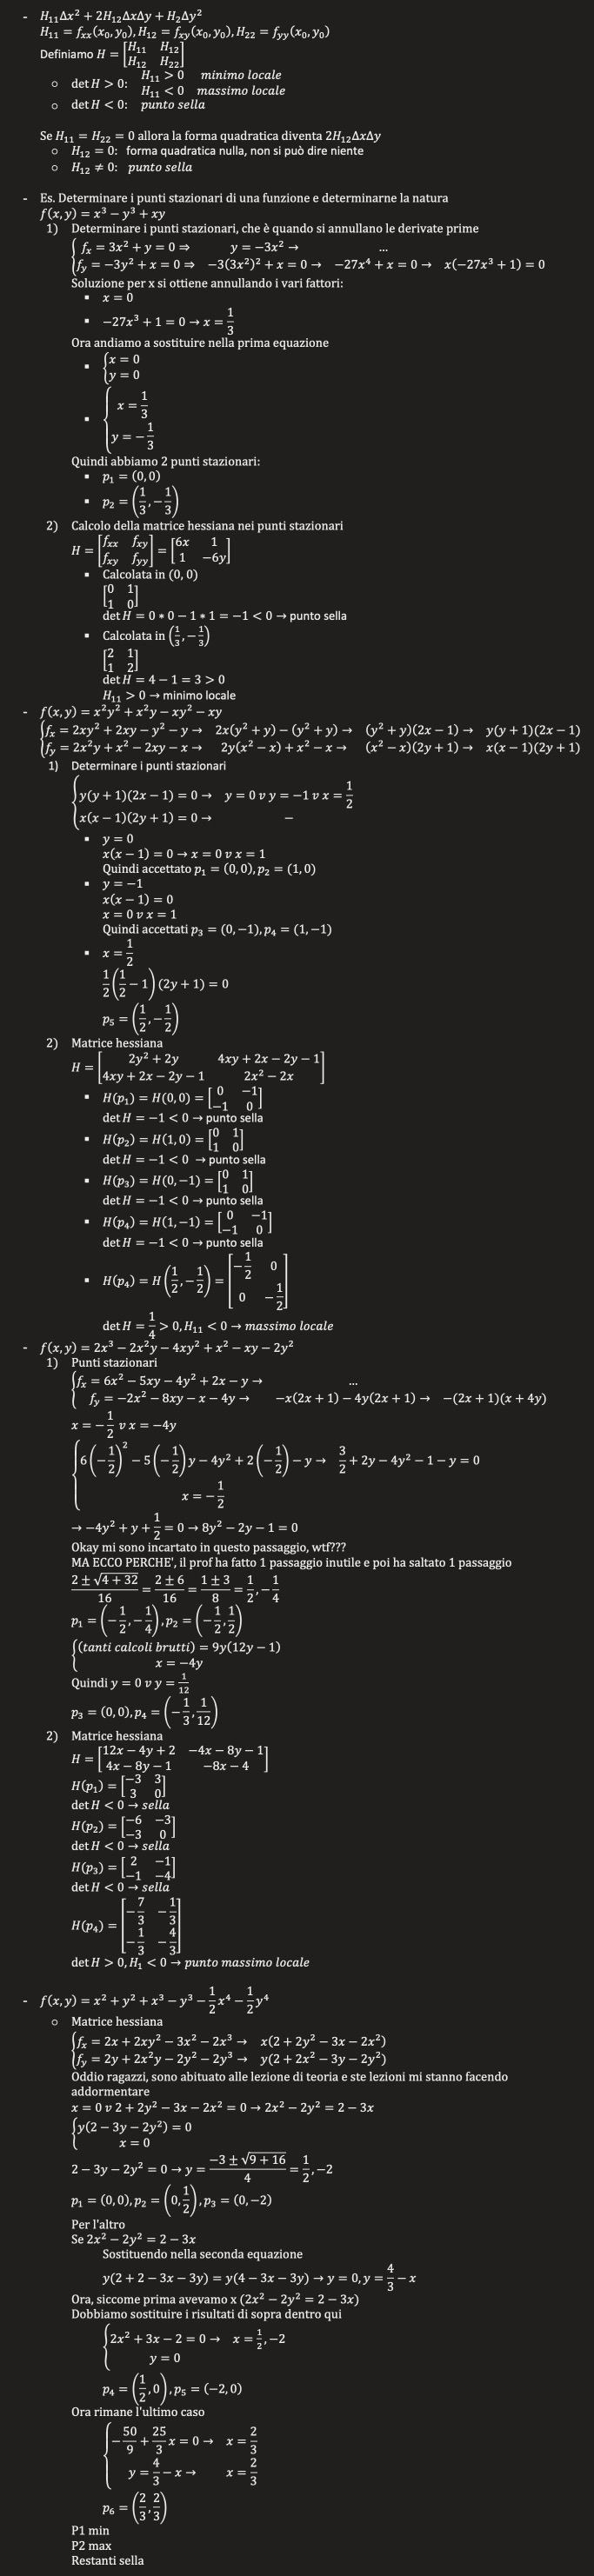 - H₁₁Δx² + 2H₁₂ΔxΔy + H₂Δy²
H₁₁ = fₓₓ(x₀, y₀), H₁₂ = fₓᵧ(x₀, y₀), H₂₂ = fᵧᵧ(x₀, y₀)
Definiamo H = [H₁₁ H₁₂; H₁₂ H₂₂]
○ det H > 0: H₁₁ > 0 minimo locale
H₁₁ < 0 massimo locale
○ det H < 0: punto sella
Se H₁₁ = H₂₂ = 0 allora la forma quadratica diventa 2H₁₂ΔxΔy
○ H₁₂ = 0: forma quadratica nulla, non si può dire niente
○ H₁₂ ≠ 0: punto sella
- Es. Determinare i punti stazionari di una funzione e determinarne la natura
f(x, y) = x³ − y³ + xy
1) Determinare i punti stazionari, che è quando si annullano le derivate prime
{ fₓ = 3x² + y = 0 ⇒ y = −3x² → ...
fᵧ = −3y² + x = 0 ⇒ −3(3x²)² + x = 0 → −27x⁴ + x = 0 → x(−27x³ + 1) = 0
Soluzione per x si ottiene annullando i vari fattori:
▪ x = 0
▪ −27x³ + 1 = 0 → x = 1/3
Ora andiamo a sostituire nella prima equazione
▪ { x = 0
y = 0
▪ { x = 1/3
y = −1/3
Quindi abbiamo 2 punti stazionari:
▪ p₁ = (0, 0)
▪ p₂ = (1/3, −1/3)
2) Calcolo della matrice hessiana nei punti stazionari
H = [fₓₓ fₓᵧ; fₓᵧ fᵧᵧ] = [6x 1; 1 −6y]
▪ Calcolata in (0, 0)
[0 1; 1 0]
det H = 0 ∗ 0 − 1 ∗ 1 = −1 < 0 → punto sella
▪ Calcolata in (1/3, −1/3)
[2 1; 1 2]
det H = 4 − 1 = 3 > 0
H₁₁ > 0 → minimo locale
- f(x, y) = x²y² + x²y − xy² − xy
{ fₓ = 2xy² + 2xy − y² − y → 2x(y² + y) − (y² + y) → (y² + y)(2x − 1) → y(y + 1)(2x − 1)
fᵧ = 2x²y + x² − 2xy − x → 2y(x² − x) + x² − x → (x² − x)(2y + 1) → x(x − 1)(2y + 1)
1) Determinare i punti stazionari
{ y(y + 1)(2x − 1) = 0 → y = 0 v y = −1 v x = 1/2
x(x − 1)(2y + 1) = 0 → −
▪ y = 0
x(x − 1) = 0 → x = 0 v x = 1
Quindi accettato p₁ = (0, 0), p₂ = (1, 0)
▪ y = −1
x(x − 1) = 0
x = 0 v x = 1
Quindi accettati p₃ = (0, −1), p₄ = (1, −1)
▪ x = 1/2
1/2 (1/2 − 1) (2y + 1) = 0
p₅ = (1/2, −1/2)
2) Matrice hessiana
H = [2y² + 2y 4xy + 2x − 2y − 1; 4xy + 2x − 2y − 1 2x² − 2x]
▪ H(p₁) = H(0, 0) = [0 −1; −1 0]
det H = −1 < 0 → punto sella
▪ H(p₂) = H(1, 0) = [0 1; 1 0]
det H = −1 < 0 → punto sella
▪ H(p₃) = H(0, −1) = [0 1; 1 0]
det H = −1 < 0 → punto sella
▪ H(p₄) = H(1, −1) = [0 −1; −1 0]
det H = −1 < 0 → punto sella
▪ H(p₄) = H (1/2, −1/2) = [−1/2 0; 0 −1/2]
det H = 1/4 > 0, H₁₁ < 0 → massimo locale
- f(x, y) = 2x³ − 2x²y − 4xy² + x² − xy − 2y²
1) Punti stazionari
{ fₓ = 6x² − 5xy − 4y² + 2x − y → ...
fᵧ = −2x² − 8xy − x − 4y → −x(2x + 1) − 4y(2x + 1) → −(2x + 1)(x + 4y)
x = −1/2 v x = −4y
{ 6 (−1/2)² − 5 (−1/2) y − 4y² + 2 (−1/2) − y → 3/2 + 2y − 4y² − 1 − y = 0
x = −1/2
→ −4y² + y + 1/2 = 0 → 8y² − 2y − 1 = 0
Okay mi sono incartato in questo passaggio, wtf???
MA ECCO PERCHE', il prof ha fatto 1 passaggio inutile e poi ha saltato 1 passaggio
(2 ± √(4 + 32))/16 = (2 ± 6)/16 = (1 ± 3)/8 = 1/2, −1/4
p₁ = (−1/2, −1/4), p₂ = (−1/2, 1/2)
{ (tanti calcoli brutti) = 9y(12y − 1)
x = −4y
Quindi y = 0 v y = 1/12
p₃ = (0, 0), p₄ = (−1/3, 1/12)
2) Matrice hessiana
H = [12x − 4y + 2 −4x − 8y − 1; 4x − 8y − 1 −8x − 4]
H(p₁) = [−3 3; 3 0]
det H < 0 → sella
H(p₂) = [−6 −3; −3 0]
det H < 0 → sella
H(p₃) = [2 −1; −1 −4]
det H < 0 → sella
H(p₄) = [−7/3 −1/3; −1/3 −4/3]
det H > 0, H₁ < 0 → punto massimo locale
- f(x, y) = x² + y² + x³ − y³ − 1/2 x⁴ − 1/2 y⁴
○ Matrice hessiana
{ fₓ = 2x + 2xy² − 3x² − 2x³ → x(2 + 2y² − 3x − 2x²)
fᵧ = 2y + 2x²y − 2y² − 2y³ → y(2 + 2x² − 3y − 2y²)
Oddio ragazzi, sono abituato alle lezione di teoria e ste lezioni mi stanno facendo
addormentare
x = 0 v 2 + 2y² − 3x − 2x² = 0 → 2x² − 2y² = 2 − 3x
{ y(2 − 3y − 2y²) = 0
x = 0
2 − 3y − 2y² = 0 → y = (−3 ± √(9 + 16))/4 = 1/2, −2
p₁ = (0, 0), p₂ = (0, 1/2), p₃ = (0, −2)
Per l'altro
Se 2x² − 2y² = 2 − 3x
Sostituendo nella seconda equazione
y(2 + 2 − 3x − 3y) = y(4 − 3x − 3y) → y = 0, y = 4/3 − x
Ora, siccome prima avevamo x (2x² − 2y² = 2 − 3x)
Dobbiamo sostituire i risultati di sopra dentro qui
{ 2x² + 3x − 2 = 0 → x = 1/2, −2
y = 0
p₄ = (1/2, 0), p₅ = (−2, 0)
Ora rimane l'ultimo caso
{ −50/9 + 25/3 x = 0 → x = 2/3
y = 4/3 − x → x = 2/3
p₆ = (2/3, 2/3)
P1 min
P2 max
Restanti sella